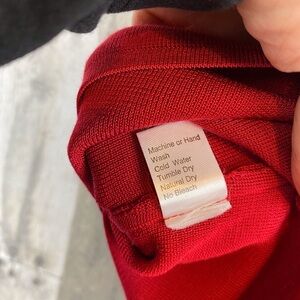 Machine or Hand
Wash
Cold Water
Tumble Dry
Natural Dry
No Bleach